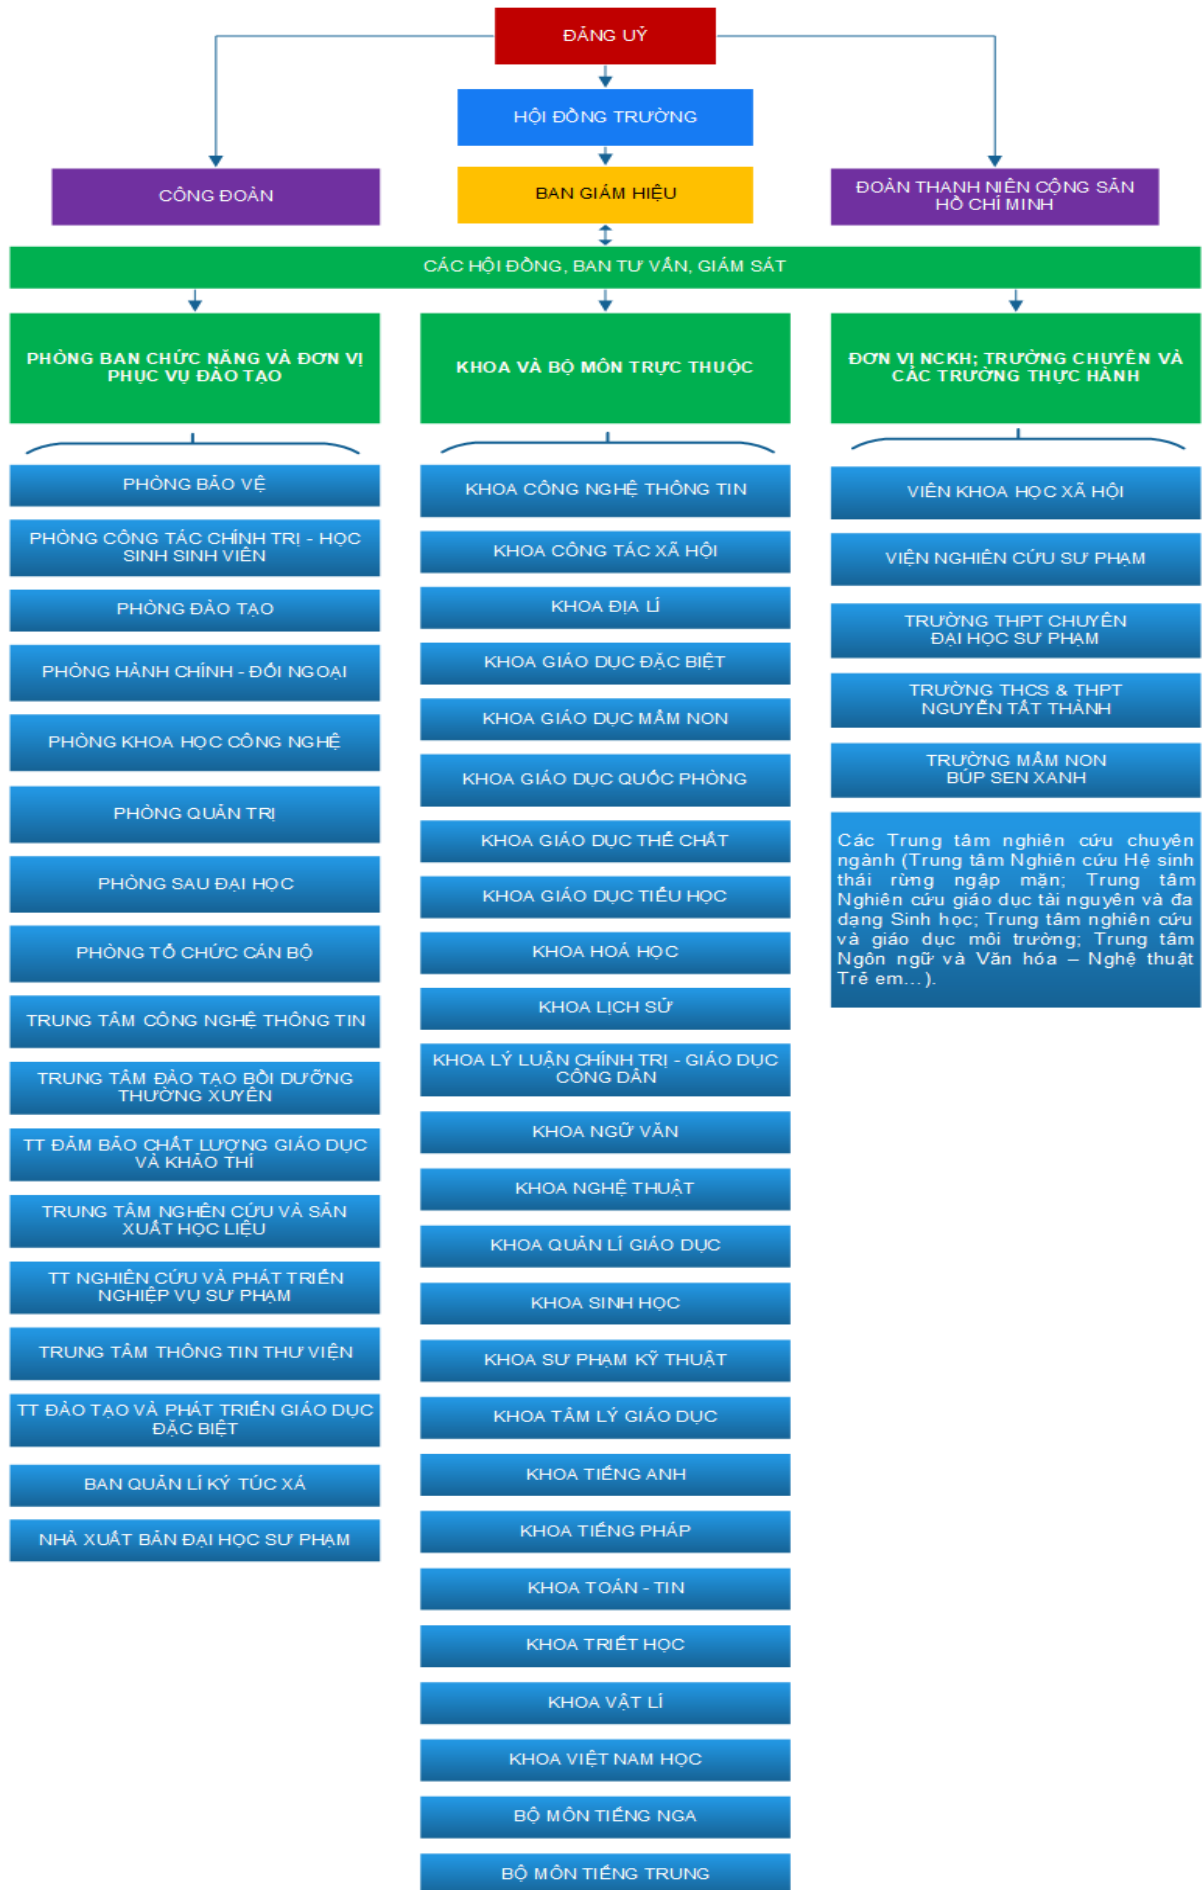 ĐẢNG UỶ
HỘI ĐỒNG TRƯỜNG
CÔNG ĐOÀN
BAN GIÁM HIỆU
ĐOÀN THANH NIÊN CỘNG SẢN
HỒ CHÍ MINH
CÁC HỘI ĐỒNG, BAN TƯ VẤN, GIÁM SÁT
PHÒNG BAN CHỨC NĂNG VÀ ĐƠN VỊ
PHỤC VỤ ĐÀO TẠO
PHÒNG BẢO VỆ
PHÒNG CÔNG TÁC CHÍNH TRỊ - HỌC
SINH SINH VIÊN
PHÒNG ĐÀO TẠO
PHÒNG HÀNH CHÍNH - ĐỐI NGOẠI
PHÒNG KHOA HỌC CÔNG NGHỆ
PHÒNG QUẢN TRỊ
PHÒNG SAU ĐẠI HỌC
PHÒNG TỔ CHỨC CÁN BỘ
TRUNG TÂM CÔNG NGHỆ THÔNG TIN
TRUNG TÂM ĐÀO TẠO BỒI DƯỠNG
THƯỜNG XUYÊN
TT ĐẢM BẢO CHẤT LƯỢNG GIÁO DỤC
VÀ KHẢO THÍ
TRUNG TÂM NGHÊN CỨU VÀ SẢN
XUẤT HỌC LIỆU
TT NGHIÊN CỨU VÀ PHÁT TRIỂN
NGHIỆP VỤ SƯ PHẠM
TRUNG TÂM THÔNG TIN THƯ VIỆN
TT ĐÀO TẠO VÀ PHÁT TRIỂN GIÁO DỤC
ĐẶC BIỆT
BAN QUẢN LÍ KÝ TÚC XÁ
NHÀ XUẤT BẢN ĐẠI HỌC SƯ PHẠM
KHOA VÀ BỘ MÔN TRỰC THUỘC
KHOA CÔNG NGHỆ THÔNG TIN
KHOA CÔNG TÁC XÃ HỘI
KHOA ĐỊA LÍ
KHOA GIÁO DỤC ĐẶC BIỆT
KHOA GIÁO DỤC MẦM NON
KHOA GIÁO DỤC QUỐC PHÒNG
KHOA GIÁO DỤC THỂ CHẤT
KHOA GIÁO DỤC TIỂU HỌC
KHOA HOÁ HỌC
KHOA LỊCH SỬ
KHOA LÝ LUẬN CHÍNH TRỊ - GIÁO DỤC
CÔNG DÂN
KHOA NGỮ VĂN
KHOA NGHỆ THUẬT
KHOA QUẢN LÍ GIÁO DỤC
KHOA SINH HỌC
KHOA SƯ PHẠM KỸ THUẬT
KHOA TÂM LÝ GIÁO DỤC
KHOA TIẾNG ANH
KHOA TIẾNG PHÁP
KHOA TOÁN - TIN
KHOA TRIẾT HỌC
KHOA VẬT LÍ
KHOA VIỆT NAM HỌC
BỘ MÔN TIẾNG NGA
BỘ MÔN TIẾNG TRUNG
ĐƠN VỊ NCKH; TRƯỜNG CHUYÊN VÀ
CÁC TRƯỜNG THỰC HÀNH
VIÊN KHOA HỌC XÃ HỘI
VIỆN NGHIÊN CỨU SƯ PHẠM
TRƯỜNG THPT CHUYÊN
ĐẠI HỌC SƯ PHẠM
TRƯỜNG THCS & THPT
NGUYỄN TẤT THÀNH
TRƯỜNG MẦM NON
BÚP SEN XANH
Các Trung tâm nghiên cứu chuyên
ngành (Trung tâm Nghiên cứu Hệ sinh
thái rừng ngập mặn; Trung tâm
Nghiên cứu giáo dục tài nguyên và đa
dạng Sinh học; Trung tâm nghiên cứu
và giáo dục môi trường; Trung tâm
Ngôn ngữ và Văn hóa – Nghệ thuật
Trẻ em…).